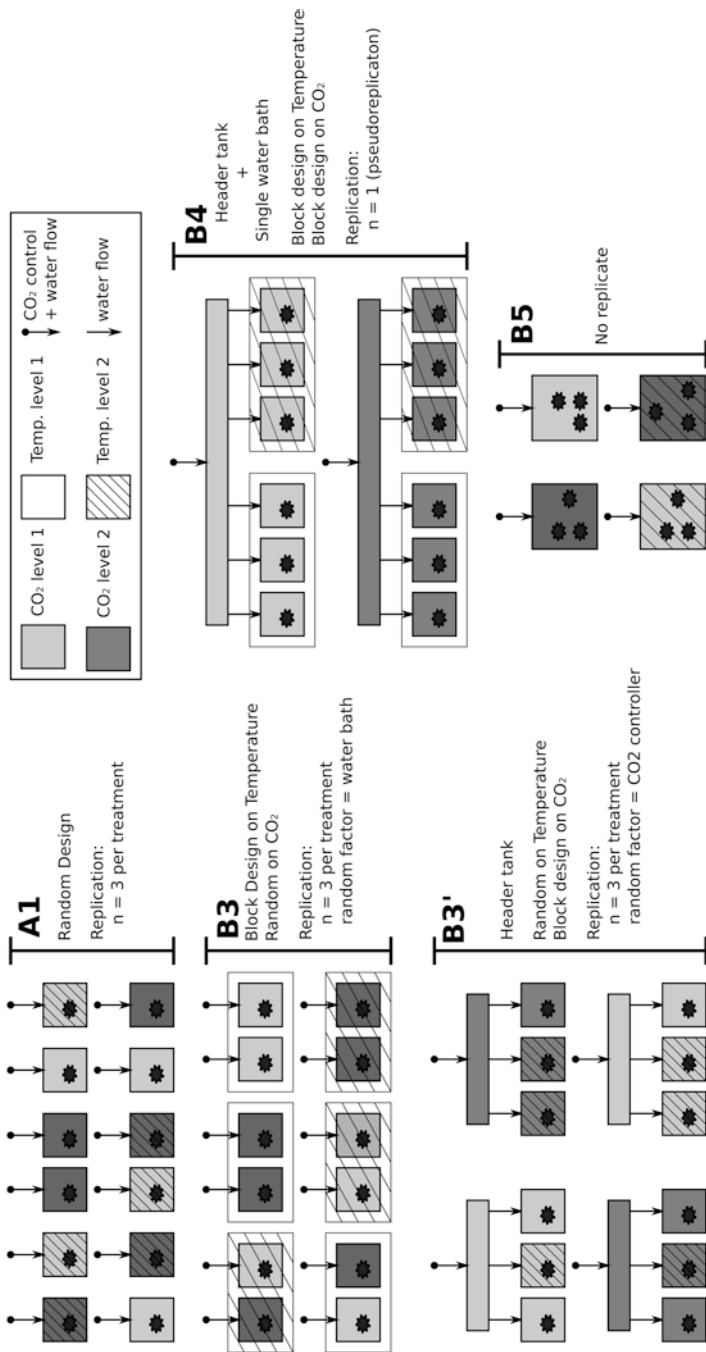 CO₂ level 1
Temp. level 1
CO₂ control
+ water flow
CO₂ level 2
Temp. level 2
water flow
A1
Random Design
Replication:
n = 3 per treatment
B3
Block Design on Temperature
Random on CO₂
Replication:
n = 3 per treatment
random factor = water bath
B3'
Header tank
Random on Temperature
Block design on CO₂
Replication:
n = 3 per treatment
random factor = CO2 controller
B4
Header tank
+
Single water bath
Block design on Temperature
Block design on CO₂
Replication:
n = 1 (pseudoreplicaton)
B5
No replicate